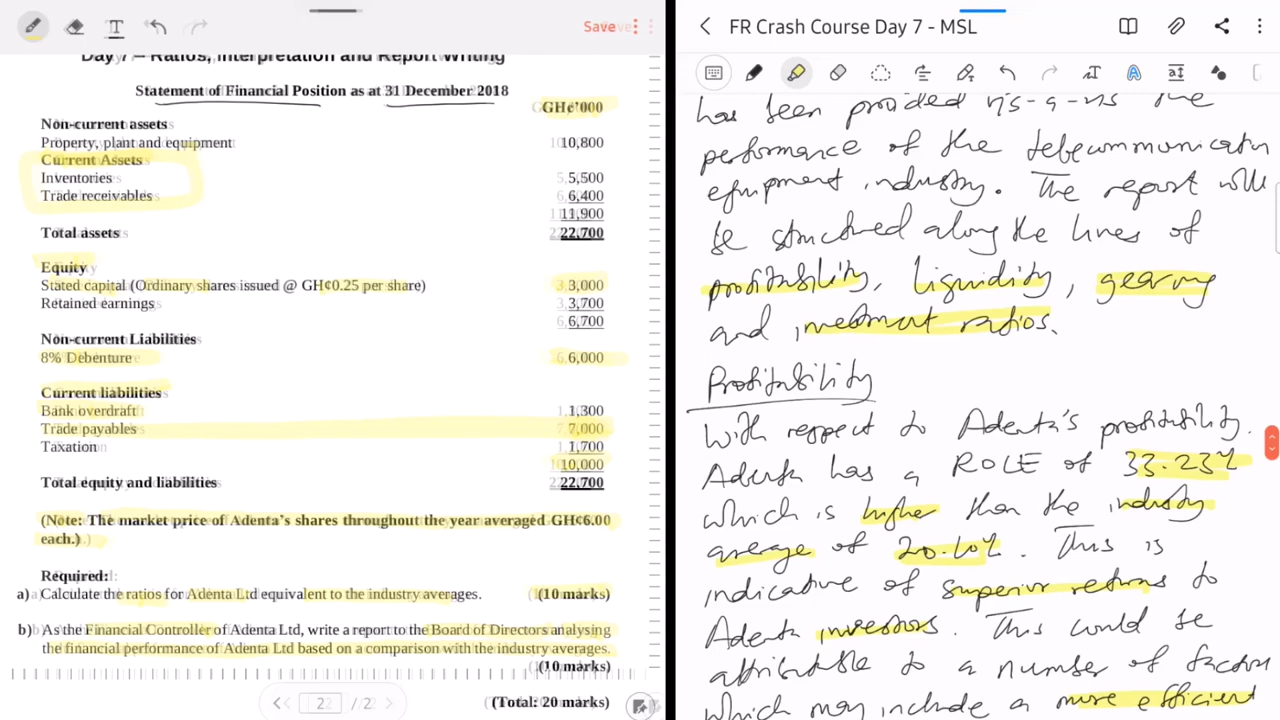 Save
Day 7 – Ratios, Interpretation and Report Writing
Statement of Financial Position as at 31 December 2018
GH¢'000
Non-current assets
Property, plant and equipment 10,800
Current Assets
Inventories 5,500
Trade receivables 6,400
11,900
Total assets 22,700
Equity
Stated capital (Ordinary shares issued @ GH¢0.25 per share) 3,000
Retained earnings 3,700
6,700
Non-current Liabilities
8% Debenture 6,000
Current liabilities
Bank overdraft 1,300
Trade payables 7,000
Taxation 1,700
10,000
Total equity and liabilities 22,700
(Note: The market price of Adenta's shares throughout the year averaged GH¢6.00
each.)
Required:
a) Calculate the ratios for Adenta Ltd equivalent to the industry averages. (10 marks)
b) As the Financial Controller of Adenta Ltd, write a report to the Board of Directors analysing
the financial performance of Adenta Ltd based on a comparison with the industry averages.
(10 marks)
(Total: 20 marks)
22 / 22
FR Crash Course Day 7 - MSL
has been provided vis-a-vis the
performance of the telecommunicatn
equipment industry. The report will
be structured along the lines of
profitability, liquidity, gearing
and investment ratios.
Profitability
With respect to Adenta's profitability.
Adenta has a ROCE of 33.23%
which is higher than the industry
average of 20.10%. This is
indicative of superior returns to
Adenta investors. This could be
attributable to a number of factors
which may include a more efficient